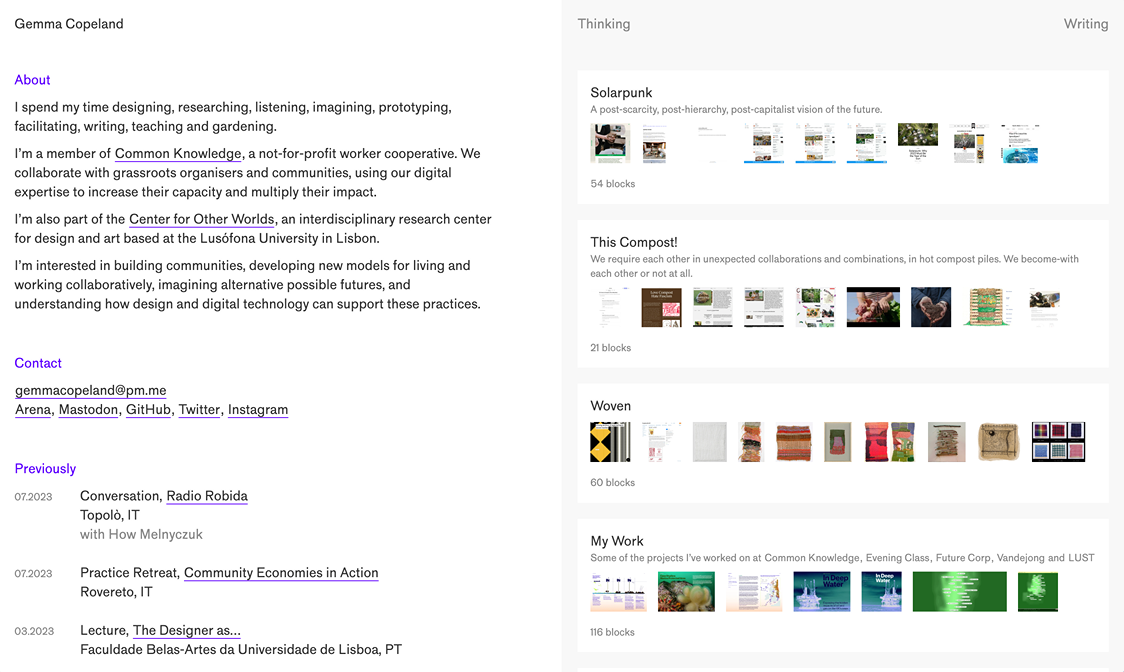 Gemma Copeland
About
I spend my time designing, researching, listening, imagining, prototyping,
facilitating, writing, teaching and gardening.
I'm a member of Common Knowledge, a not-for-profit worker cooperative. We
collaborate with grassroots organisers and communities, using our digital
expertise to increase their capacity and multiply their impact.
I'm also part of the Center for Other Worlds, an interdisciplinary research center
for design and art based at the Lusófona University in Lisbon.
I'm interested in building communities, developing new models for living and
working collaboratively, imagining alternative possible futures, and
understanding how design and digital technology can support these practices.
Contact
gemmacopeland@pm.me
Arena, Mastodon, GitHub, Twitter, Instagram
Previously
07.2023 Conversation, Radio Robida
Topolò, IT
with How Melnyczuk
07.2023 Practice Retreat, Community Economies in Action
Rovereto, IT
03.2023 Lecture, The Designer as...
Faculdade Belas-Artes da Universidade de Lisboa, PT
Thinking Writing
Solarpunk
A post-scarcity, post-hierarchy, post-capitalist vision of the future.
54 blocks
This Compost!
We require each other in unexpected collaborations and combinations, in hot compost piles. We become-with
each other or not at all.
21 blocks
Woven
60 blocks
My Work
Some of the projects I've worked on at Common Knowledge, Evening Class, Future Corp, Vandejong and LUST
In Deep
Water
In Deep
Water
116 blocks